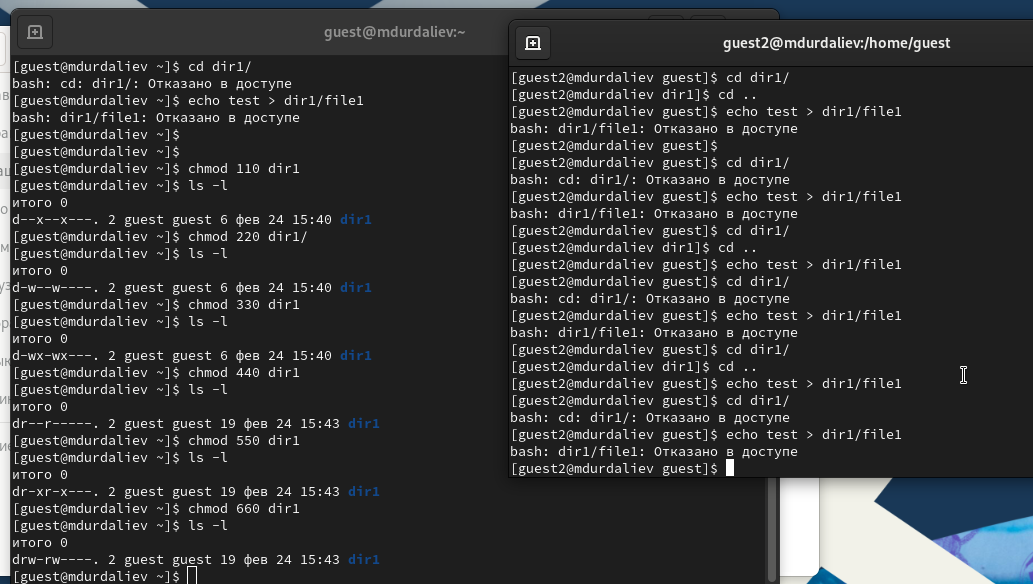 guest@mdurdaliev:~
[guest@mdurdaliev ~]$ cd dir1/
bash: cd: dir1/: Отказано в доступе
[guest@mdurdaliev ~]$ echo test > dir1/file1
bash: dir1/file1: Отказано в доступе
[guest@mdurdaliev ~]$
[guest@mdurdaliev ~]$
[guest@mdurdaliev ~]$ chmod 110 dir1
[guest@mdurdaliev ~]$ ls -l
итого 0
d--x--x---. 2 guest guest 6 фев 24 15:40 dir1
[guest@mdurdaliev ~]$ chmod 220 dir1/
[guest@mdurdaliev ~]$ ls -l
итого 0
d-w--w----. 2 guest guest 6 фев 24 15:40 dir1
[guest@mdurdaliev ~]$ chmod 330 dir1
[guest@mdurdaliev ~]$ ls -l
итого 0
d-wx-wx---. 2 guest guest 6 фев 24 15:40 dir1
[guest@mdurdaliev ~]$ chmod 440 dir1
[guest@mdurdaliev ~]$ ls -l
итого 0
dr--r-----. 2 guest guest 19 фев 24 15:43 dir1
[guest@mdurdaliev ~]$ chmod 550 dir1
[guest@mdurdaliev ~]$ ls -l
итого 0
dr-xr-x---. 2 guest guest 19 фев 24 15:43 dir1
[guest@mdurdaliev ~]$ chmod 660 dir1
[guest@mdurdaliev ~]$ ls -l
итого 0
drw-rw----. 2 guest guest 19 фев 24 15:43 dir1
[guest@mdurdaliev ~]$
guest2@mdurdaliev:/home/guest
[guest2@mdurdaliev guest]$ cd dir1/
[guest2@mdurdaliev dir1]$ cd ..
[guest2@mdurdaliev guest]$ echo test > dir1/file1
bash: dir1/file1: Отказано в доступе
[guest2@mdurdaliev guest]$
[guest2@mdurdaliev guest]$ cd dir1/
bash: cd: dir1/: Отказано в доступе
[guest2@mdurdaliev guest]$ echo test > dir1/file1
bash: dir1/file1: Отказано в доступе
[guest2@mdurdaliev guest]$ cd dir1/
[guest2@mdurdaliev dir1]$ cd ..
[guest2@mdurdaliev guest]$ echo test > dir1/file1
[guest2@mdurdaliev guest]$ cd dir1/
bash: cd: dir1/: Отказано в доступе
[guest2@mdurdaliev guest]$ echo test > dir1/file1
bash: dir1/file1: Отказано в доступе
[guest2@mdurdaliev guest]$ cd dir1/
[guest2@mdurdaliev dir1]$ cd ..
[guest2@mdurdaliev guest]$ echo test > dir1/file1
[guest2@mdurdaliev guest]$ cd dir1/
bash: cd: dir1/: Отказано в доступе
[guest2@mdurdaliev guest]$ echo test > dir1/file1
bash: dir1/file1: Отказано в доступе
[guest2@mdurdaliev guest]$